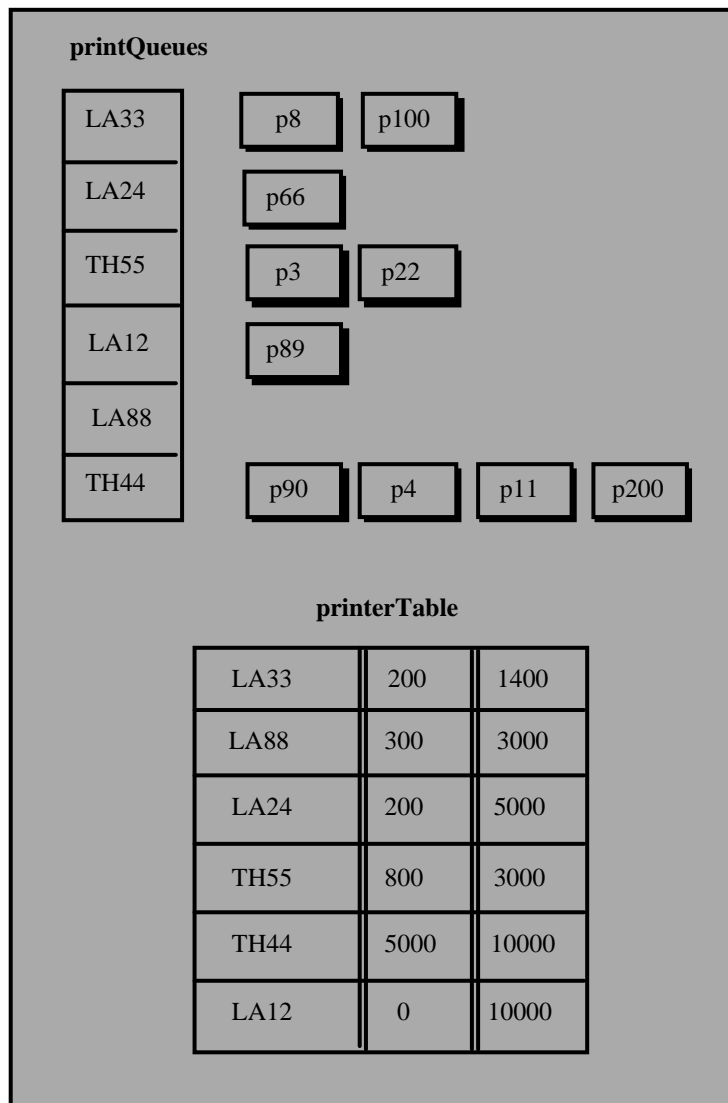 printQueues
LA33 p8 p100
LA24 p66
TH55 p3 p22
LA12 p89
LA88
TH44 p90 p4 p11 p200
printerTable
LA33 200 1400
LA88 300 3000
LA24 200 5000
TH55 800 3000
TH44 5000 10000
LA12 0 10000